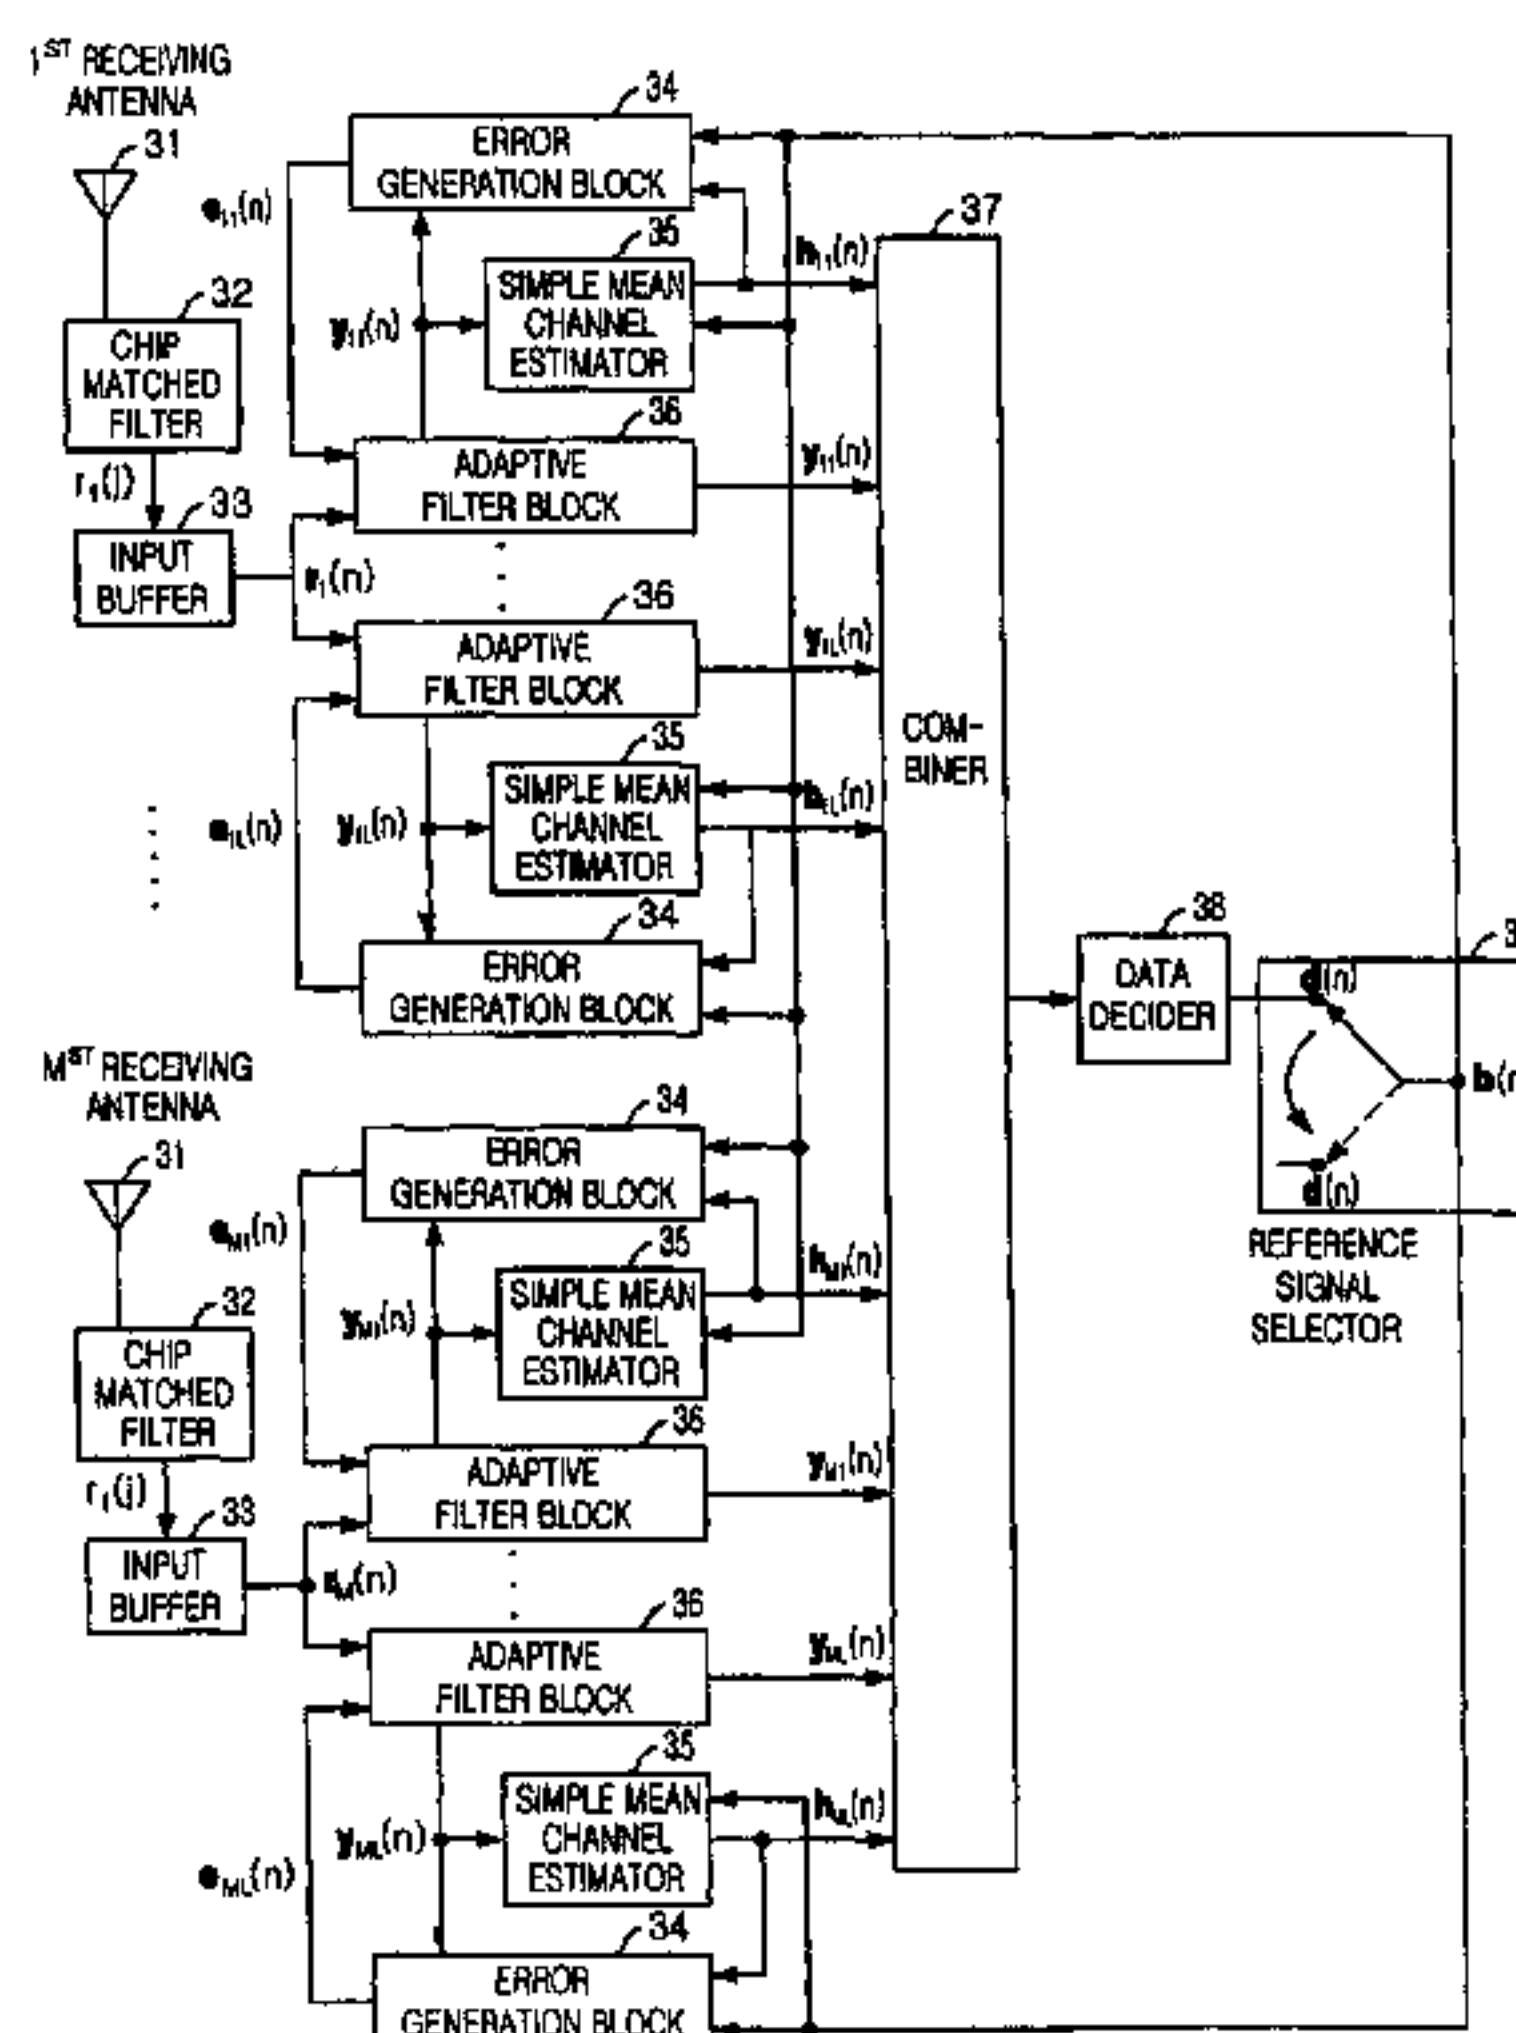 1ST RECEIVING
ANTENNA
31
34
ERROR
GENERATION BLOCK
e11(n)
37
35
h11(n)
SIMPLE MEAN
CHANNEL
ESTIMATOR
32
y11(n)
CHIP
MATCHED
FILTER
36
r1(j)
ADAPTIVE
FILTER BLOCK
y11(n)
33
INPUT
BUFFER
r1(n)
36
ADAPTIVE
FILTER BLOCK
y1L(n)
COM-
BINER
35
SIMPLE MEAN
CHANNEL
ESTIMATOR
e1L(n)
y1L(n)
34
ERROR
GENERATION BLOCK
38
DATA
DECIDER
d(n)
d(n)
REFERENCE
SIGNAL
SELECTOR
MST RECEIVING
ANTENNA
31
34
ERROR
GENERATION BLOCK
eM1(n)
35
hM1(n)
SIMPLE MEAN
CHANNEL
ESTIMATOR
32
yM1(n)
CHIP
MATCHED
FILTER
36
r1(j)
ADAPTIVE
FILTER BLOCK
yM1(n)
33
INPUT
BUFFER
rM(n)
36
ADAPTIVE
FILTER BLOCK
yML(n)
35
hML(n)
SIMPLE MEAN
CHANNEL
ESTIMATOR
yML(n)
eML(n)
34
ERROR
GENERATION BLOCK